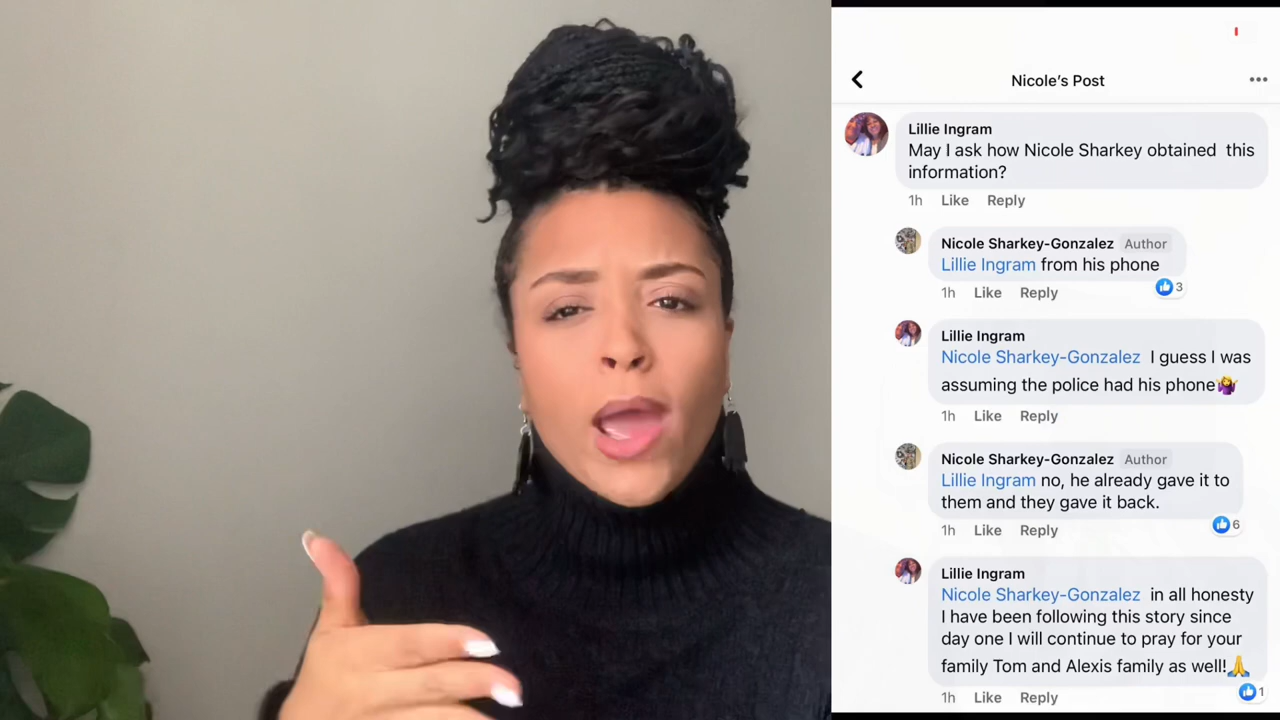 Nicole's Post
Lillie Ingram
May I ask how Nicole Sharkey obtained this
information?
1h Like Reply
Nicole Sharkey-Gonzalez Author
Lillie Ingram from his phone
1h Like Reply 3
Lillie Ingram
Nicole Sharkey-Gonzalez I guess I was
assuming the police had his phone🤷‍♀️
1h Like Reply
Nicole Sharkey-Gonzalez Author
Lillie Ingram no, he already gave it to
them and they gave it back.
1h Like Reply 6
Lillie Ingram
Nicole Sharkey-Gonzalez in all honesty
I have been following this story since
day one I will continue to pray for your
family Tom and Alexis family as well!🙏
1h Like Reply 1